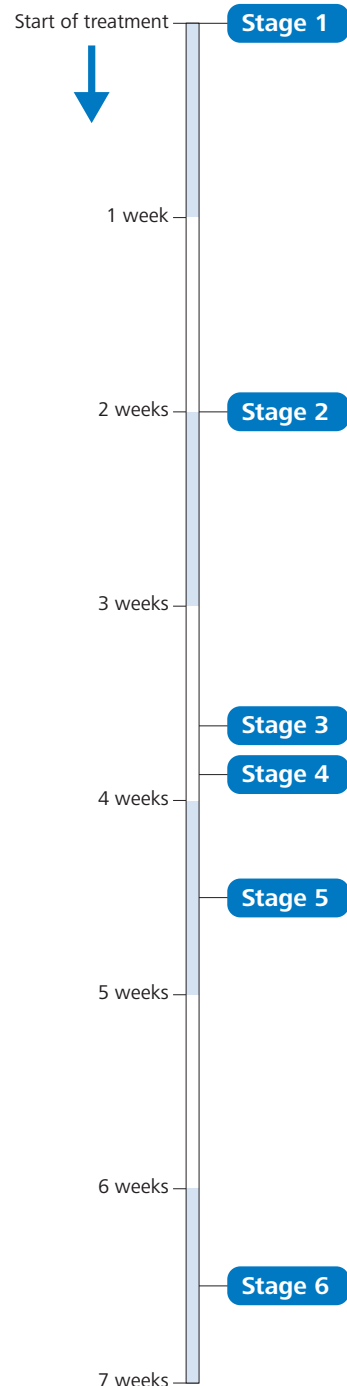 Start of treatment
Stage 1
1 week
2 weeks
Stage 2
3 weeks
Stage 3
Stage 4
4 weeks
Stage 5
5 weeks
6 weeks
Stage 6
7 weeks